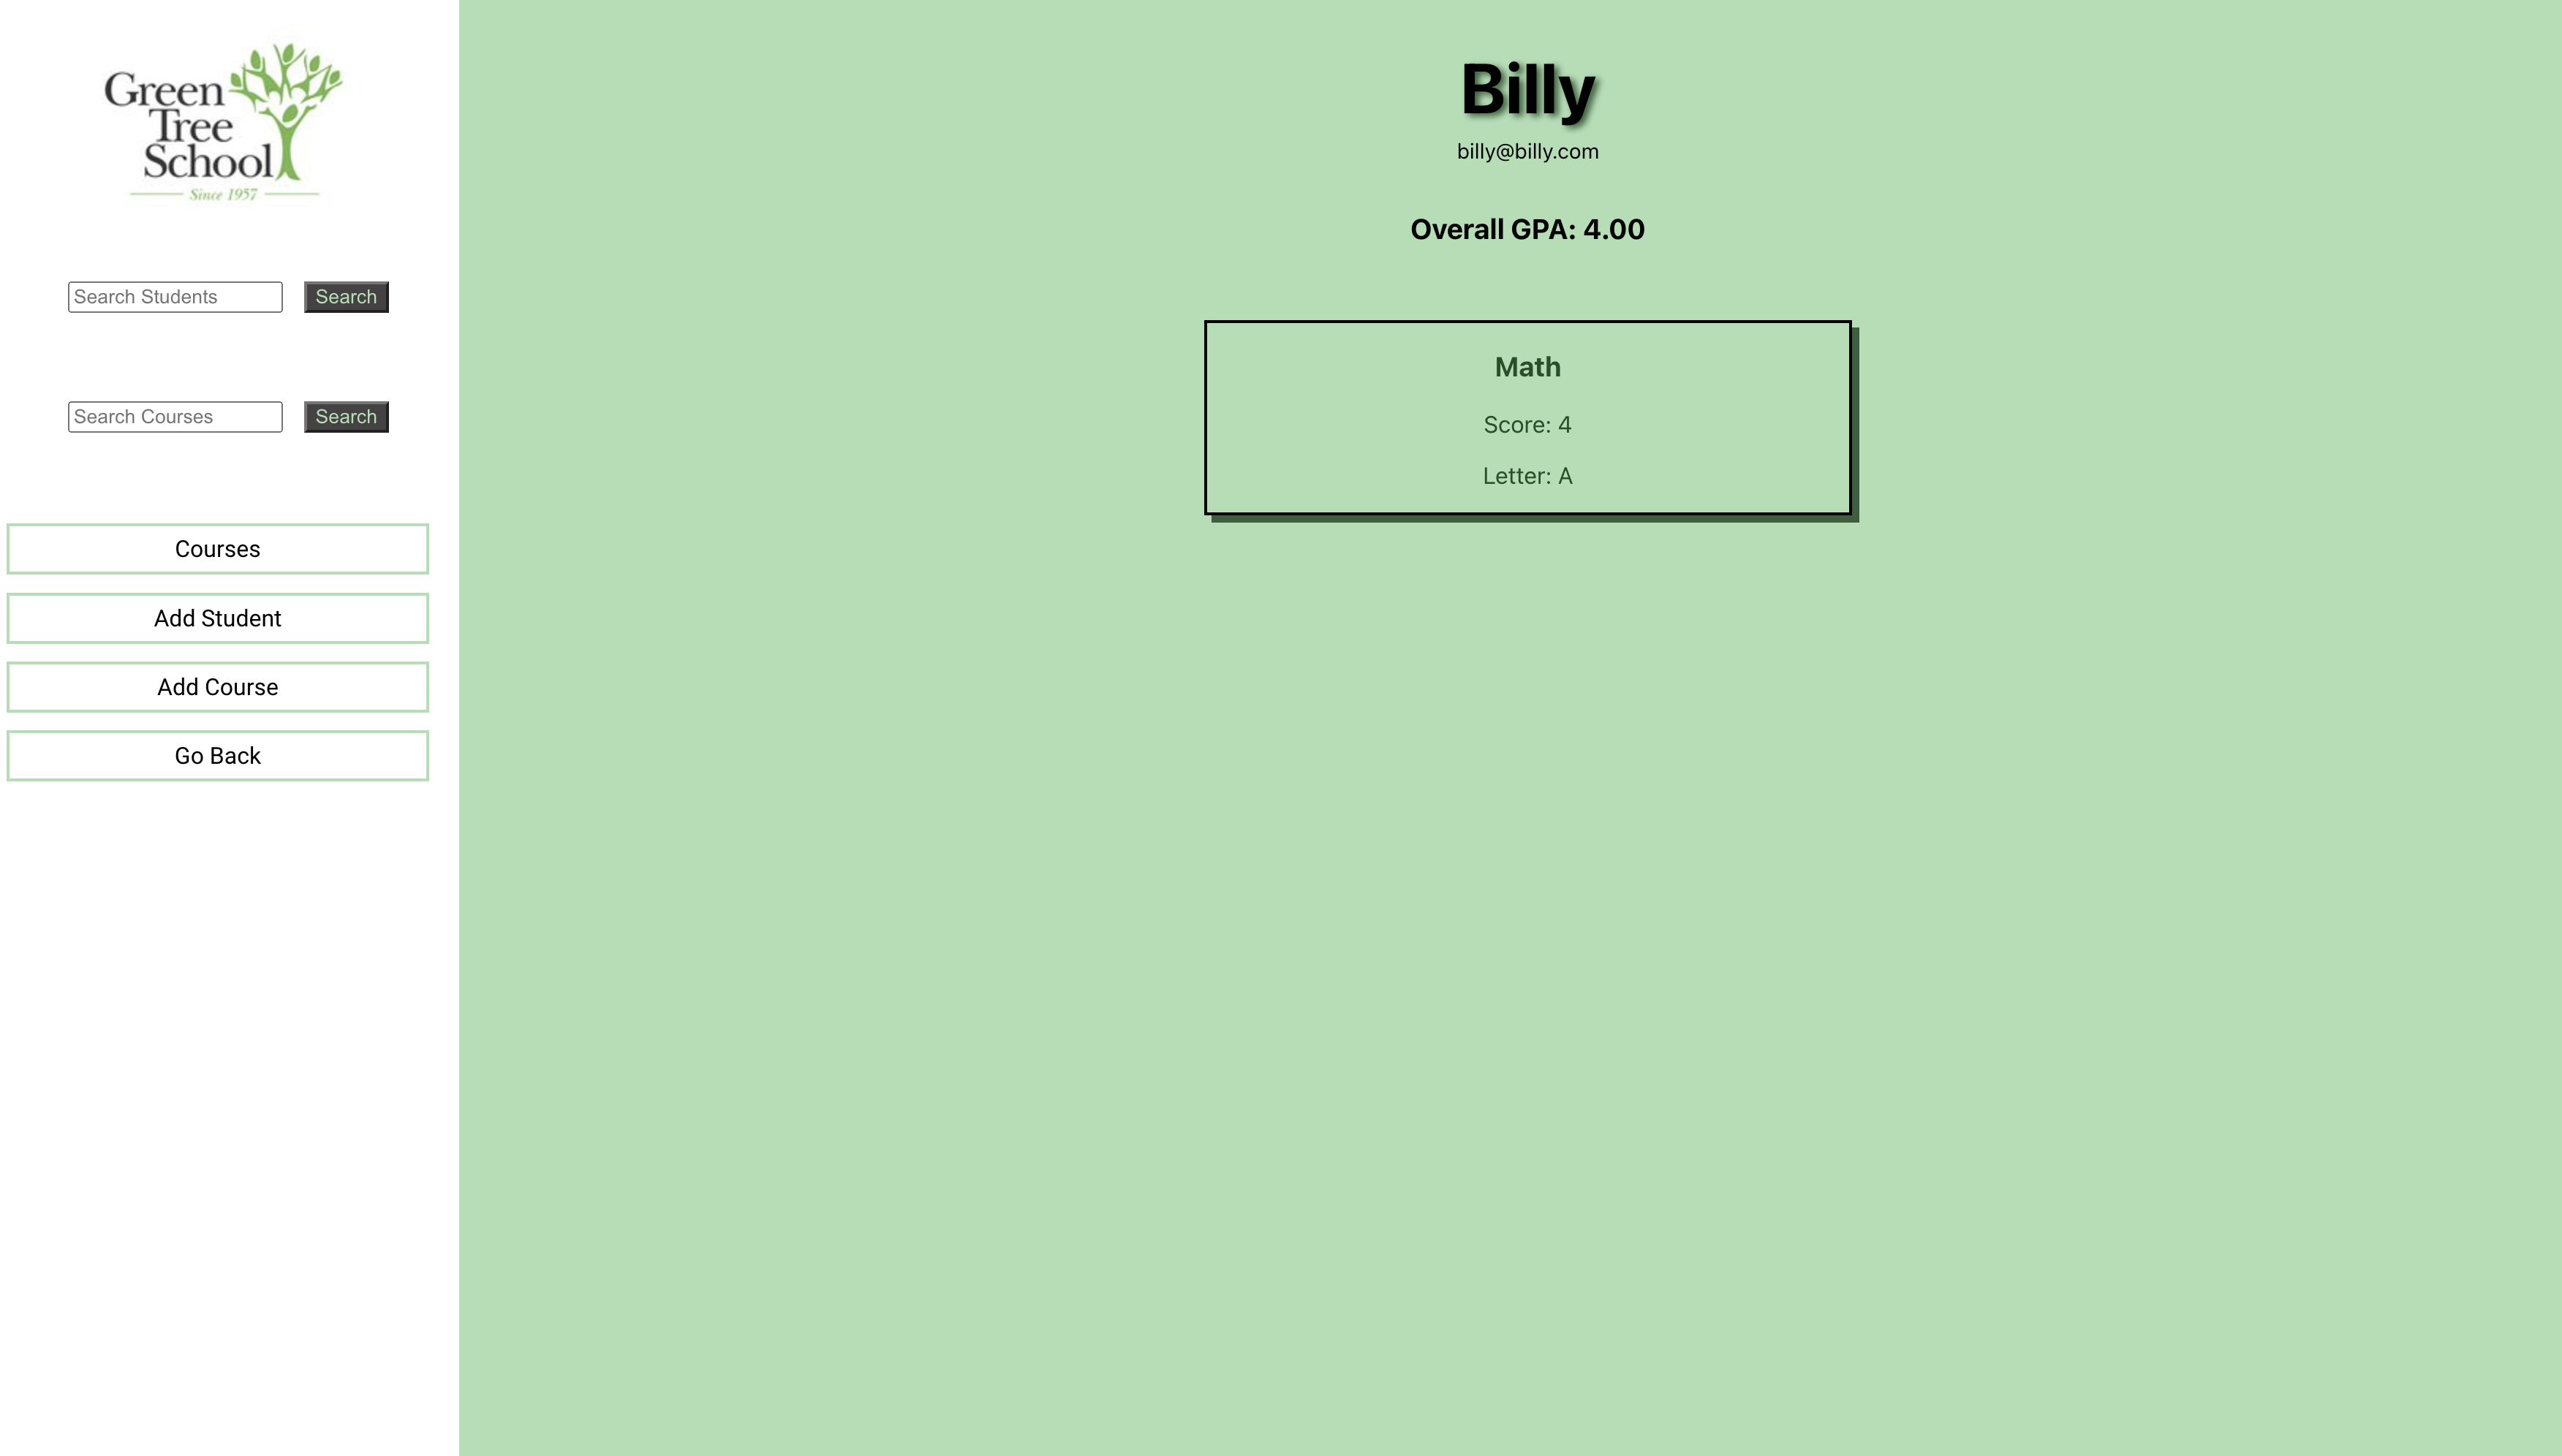 Green
Tree
School
Since 1957
Search Students
Search
Search Courses
Search
Courses
Add Student
Add Course
Go Back
Billy
billy@billy.com
Overall GPA: 4.00
Math
Score: 4
Letter: A